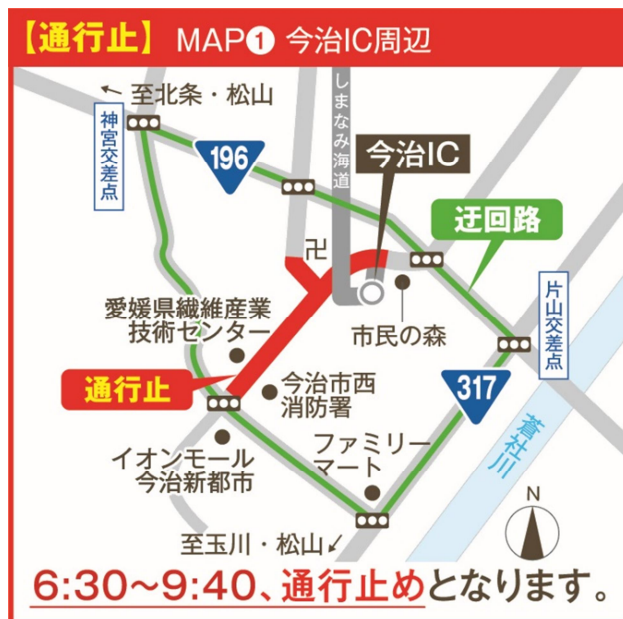 【通行止】 MAP❶ 今治IC周辺
← 至北条・松山
神宮交差点
196
しまなみ海道
今治IC
迂回路
卍
愛媛県繊維産業
技術センター
市民の森
片山交差点
通行止
今治市西
消防署
317
イオンモール
今治新都市
ファミリー
マート
蒼社川
N
至玉川・松山↙
6:30〜9:40、通行止めとなります。